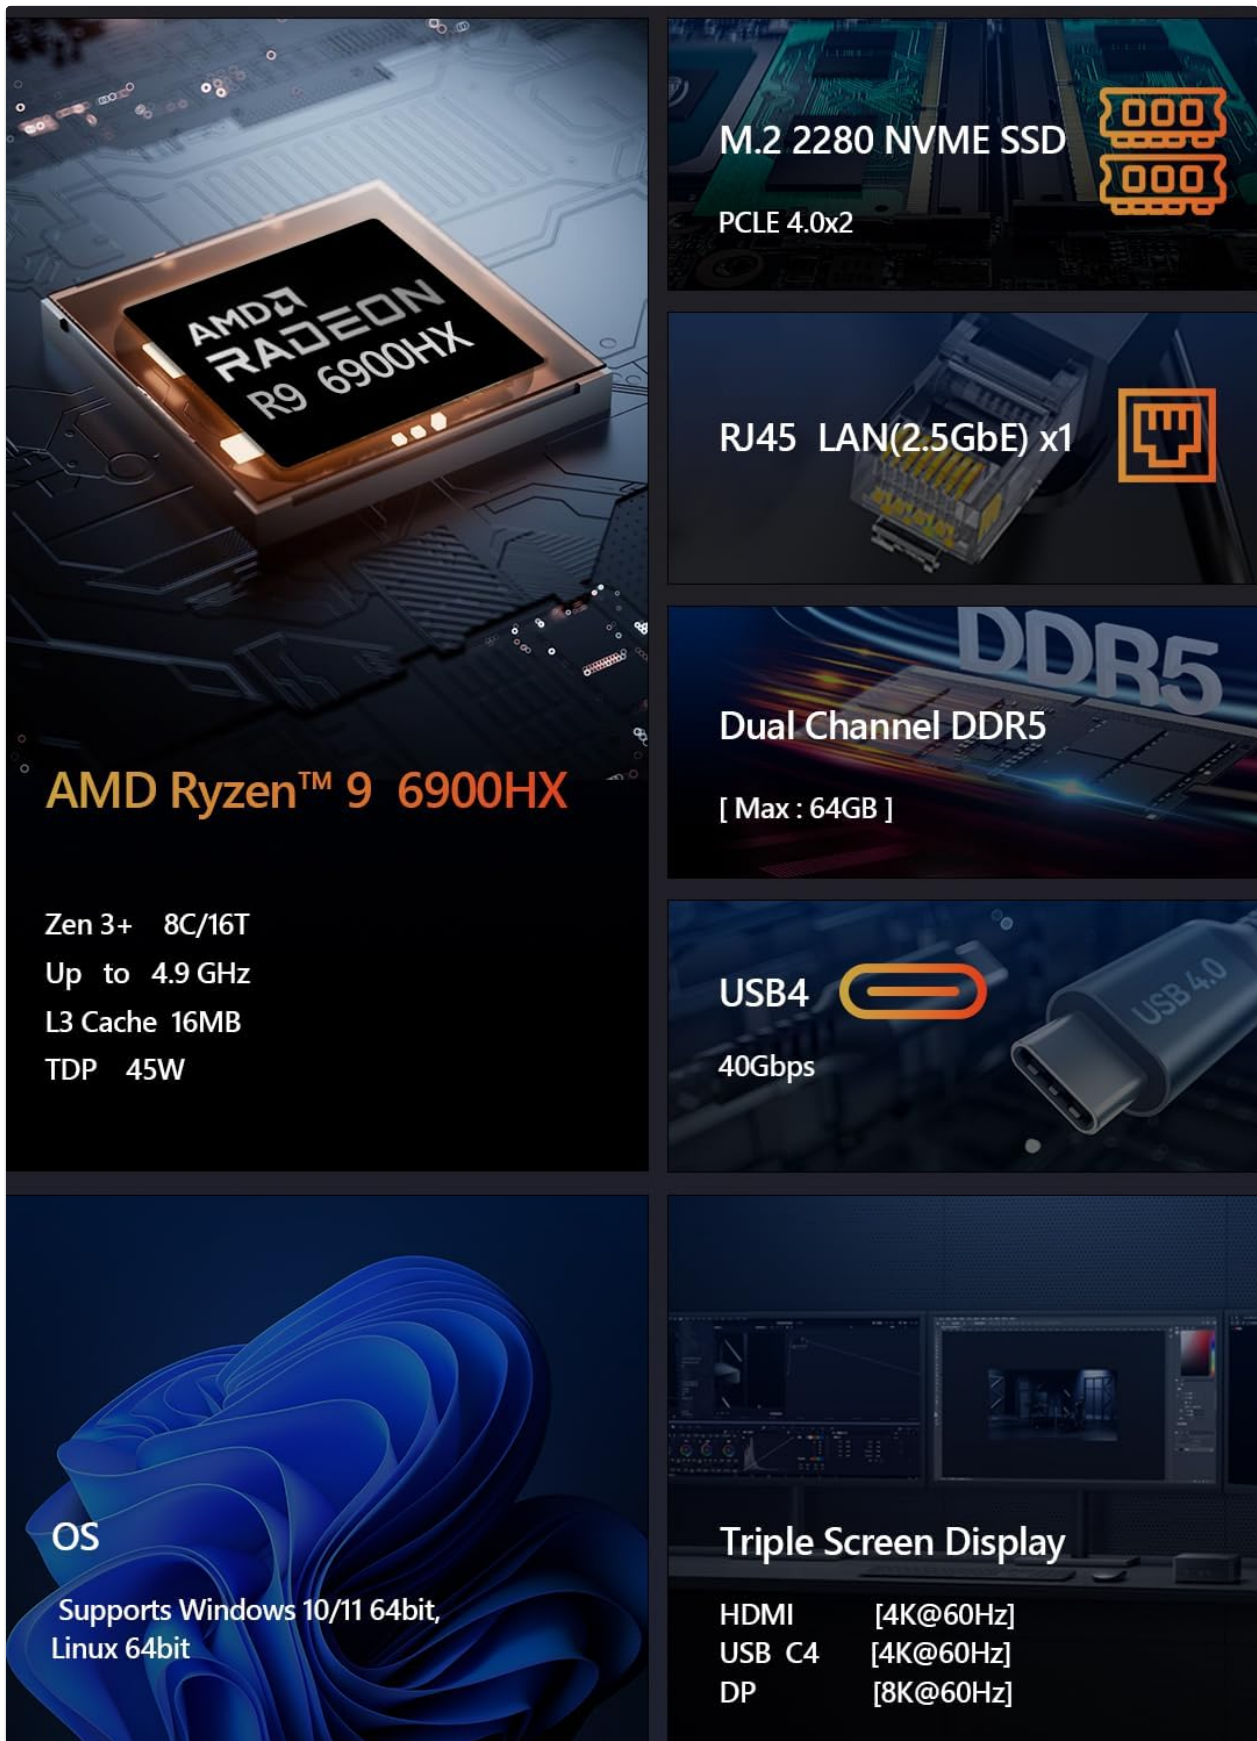 AMD
RADEON
R9 6900HX
AMD Ryzen™ 9 6900HX
Zen 3+ 8C/16T
Up to 4.9 GHz
L3 Cache 16MB
TDP 45W
M.2 2280 NVME SSD
PCLE 4.0x2
RJ45 LAN(2.5GbE) x1
DDR5
Dual Channel DDR5
[ Max : 64GB ]
USB4
40Gbps
USB 4.0
OS
Supports Windows 10/11 64bit,
Linux 64bit
Triple Screen Display
HDMI [4K@60Hz]
USB C4 [4K@60Hz]
DP [8K@60Hz]